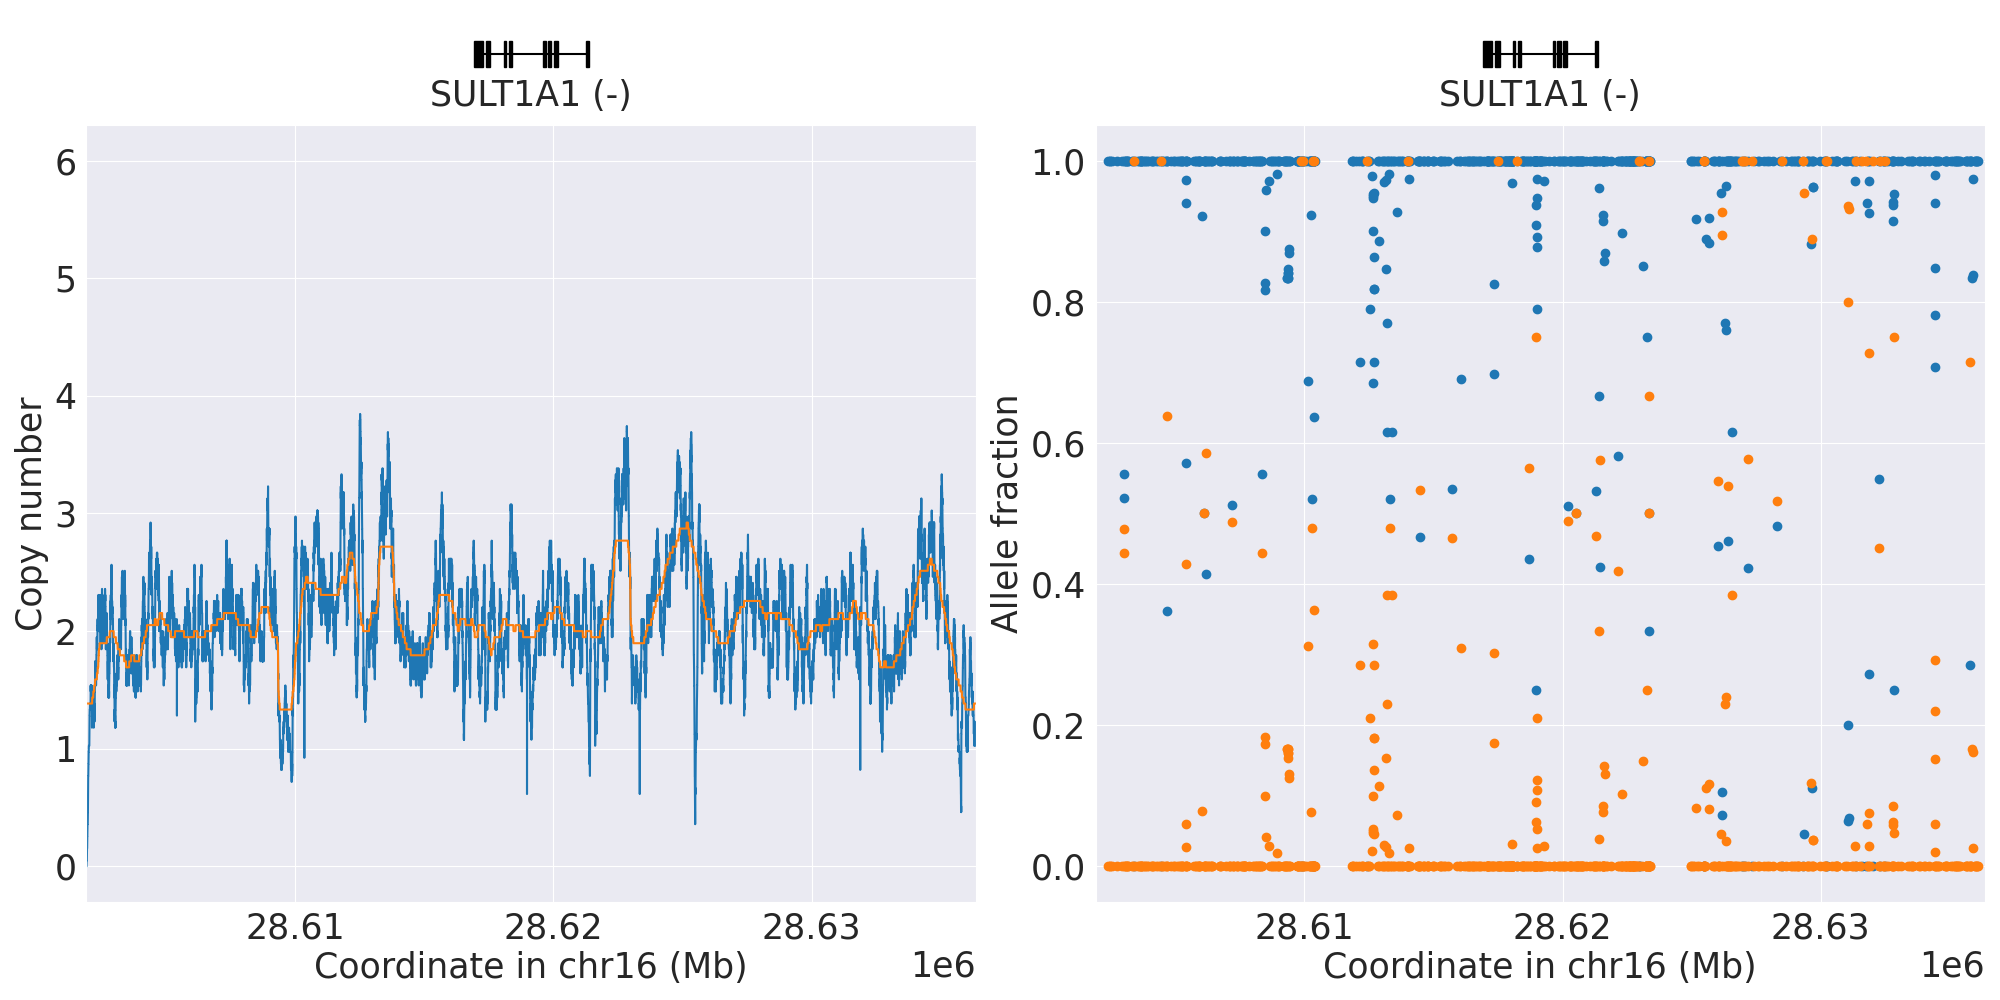 SULT1A1 (-)
6
5
4
3
2
1
0
Copy number
28.61
28.62
28.63
Coordinate in chr16 (Mb)
1e6
SULT1A1 (-)
1.0
0.8
0.6
0.4
0.2
0.0
Allele fraction
28.61
28.62
28.63
Coordinate in chr16 (Mb)
1e6